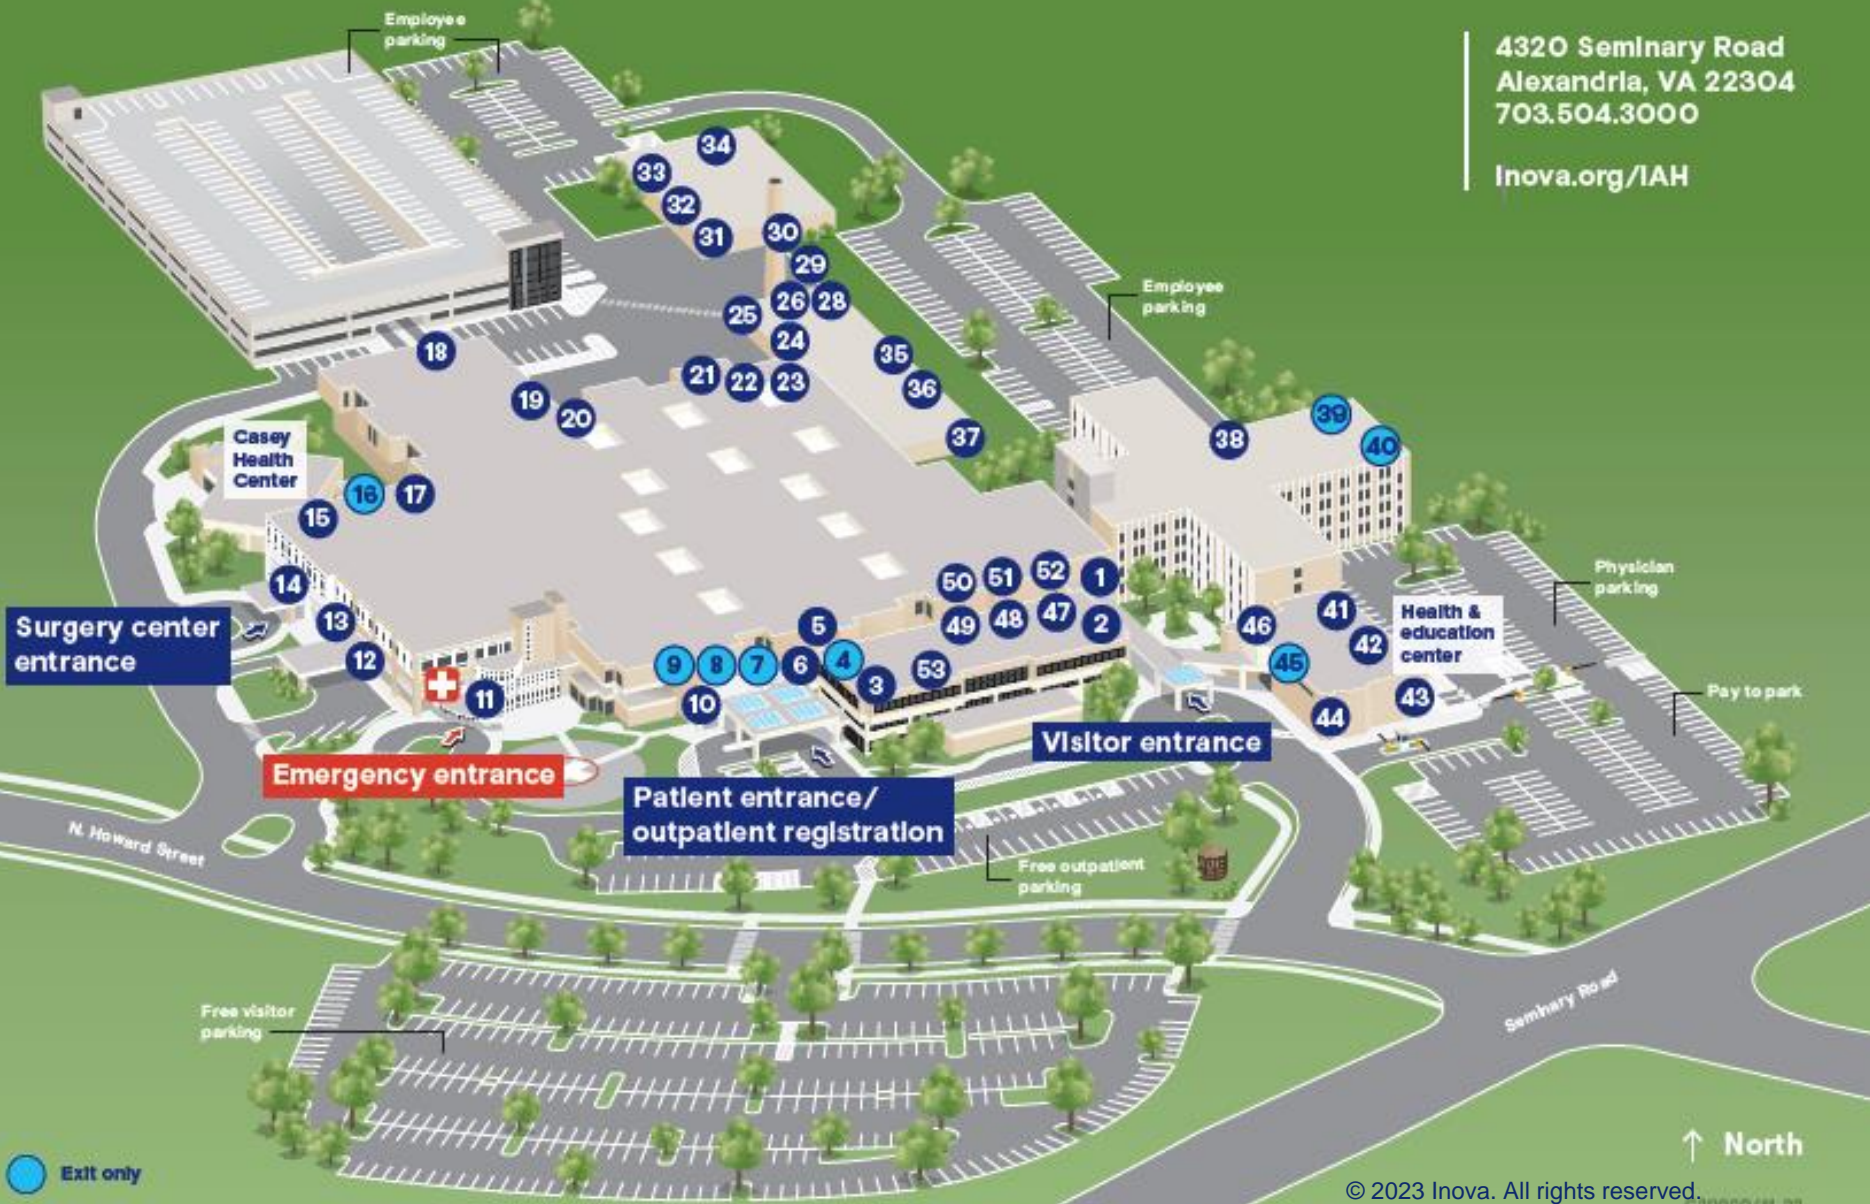 Employee
parking
4320 Seminary Road
Alexandria, VA 22304
703.504.3000
Inova.org/IAH
34
33
32
31
30
29
26
28
25
24
Employee
parking
18
35
21
22
23
36
19
20
39
37
38
40
Casey
Health
Center
16
17
15
50
51
52
1
14
Physician
parking
Surgery center
entrance
13
5
49
48
47
2
46
41
Health &
education
center
42
12
9
8
7
6
4
53
45
11
10
3
44
43
Pay to park
Visitor entrance
Emergency entrance
Patient entrance/
outpatient registration
N. Howard Street
Free outpatient
parking
Free visitor
parking
Seminary Road
North
Exit only
© 2023 Inova. All rights reserved.